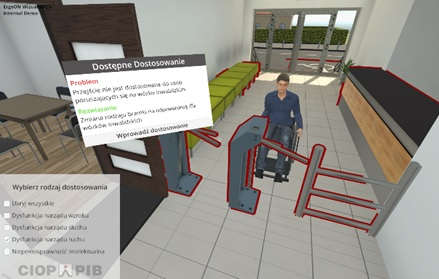 ErgoON Wizualizacja
Internal Demo
Dostępne Dostosowanie
Problem
Przejście nie jest dostosowane do osób
poruszających się na wózku inwalidzkim.
Rozwiązanie
Zmiana rodzaju bramki na odpowiednią dla
wózków inwalidzkich
Wprowadź dostosowanie
Wybierz rodzaj dostosowania
Ukryj wszystkie
Dysfunkcja narządu wzroku
Dysfunkcja narządu słuchu
Dysfunkcja narządu ruchu
Niepełnosprawność intelektualna
CIOP PIB